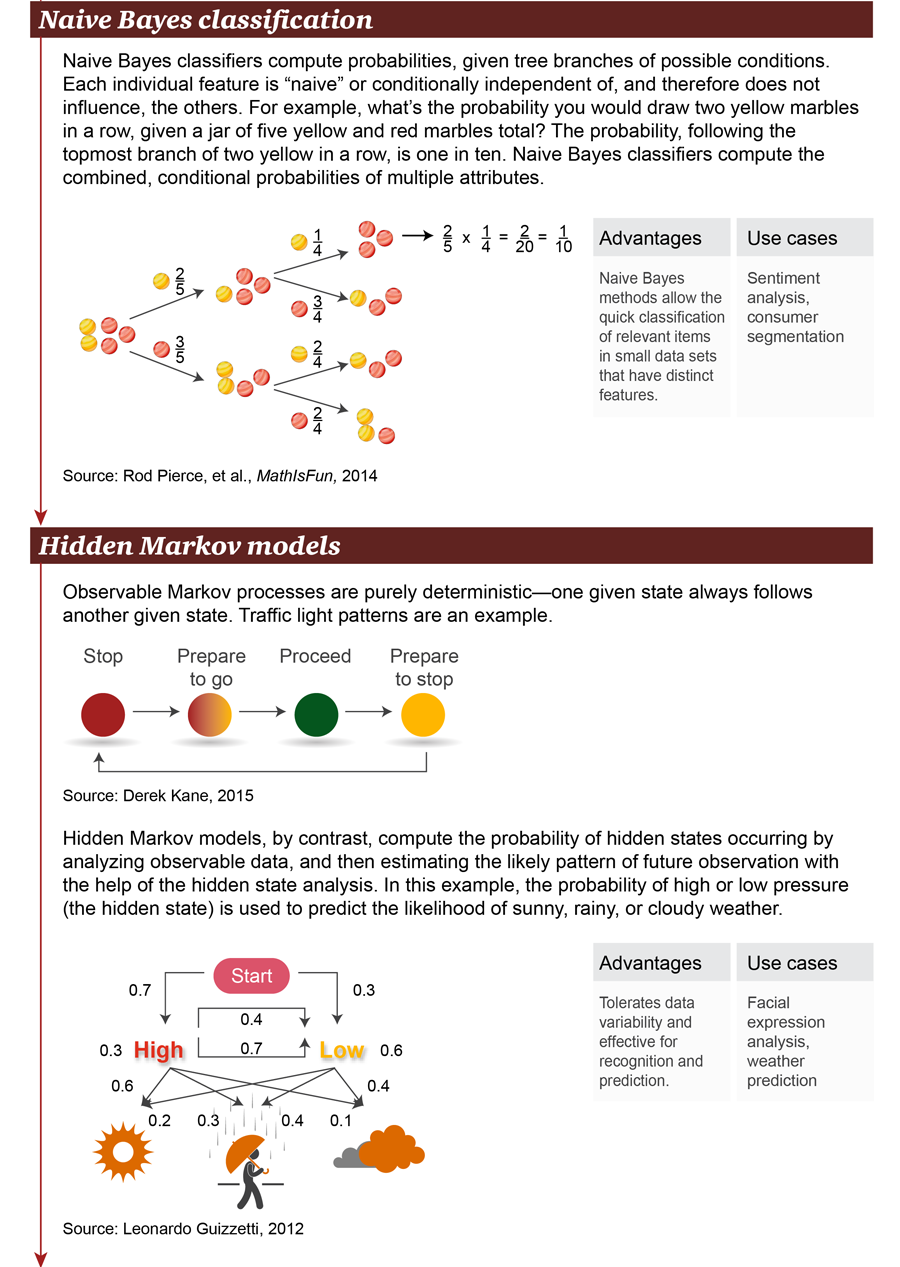 Naive Bayes classification
Naive Bayes classifiers compute probabilities, given tree branches of possible conditions.
Each individual feature is “naive” or conditionally independent of, and therefore does not
influence, the others. For example, what’s the probability you would draw two yellow marbles
in a row, given a jar of five yellow and red marbles total? The probability, following the
topmost branch of two yellow in a row, is one in ten. Naive Bayes classifiers compute the
combined, conditional probabilities of multiple attributes.
2/5
3/5
1/4
3/4
2/4
2/4
2/5 x 1/4 = 2/20 = 1/10
Advantages
Naive Bayes
methods allow the
quick classification
of relevant items
in small data sets
that have distinct
features.
Use cases
Sentiment
analysis,
consumer
segmentation
Source: Rod Pierce, et al., MathIsFun, 2014
Hidden Markov models
Observable Markov processes are purely deterministic—one given state always follows
another given state. Traffic light patterns are an example.
Stop
Prepare
to go
Proceed
Prepare
to stop
Source: Derek Kane, 2015
Hidden Markov models, by contrast, compute the probability of hidden states occurring by
analyzing observable data, and then estimating the likely pattern of future observation with
the help of the hidden state analysis. In this example, the probability of high or low pressure
(the hidden state) is used to predict the likelihood of sunny, rainy, or cloudy weather.
Start
0.7
0.3
0.4
0.3 High 0.7 Low 0.6
0.6
0.4
0.2 0.3 0.4 0.1
Advantages
Tolerates data
variability and
effective for
recognition and
prediction.
Use cases
Facial
expression
analysis,
weather
prediction
Source: Leonardo Guizzetti, 2012